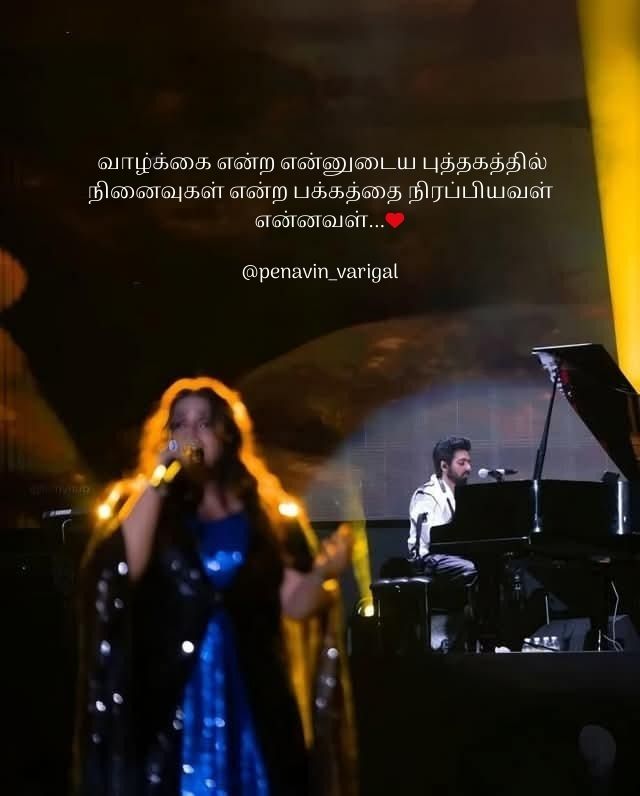 வாழ்க்கை என்ற என்னுடைய புத்தகத்தில்
நினைவுகள் என்ற பக்கத்தை நிரப்பியவள்
என்னவள்...❤
@penavin_varigal